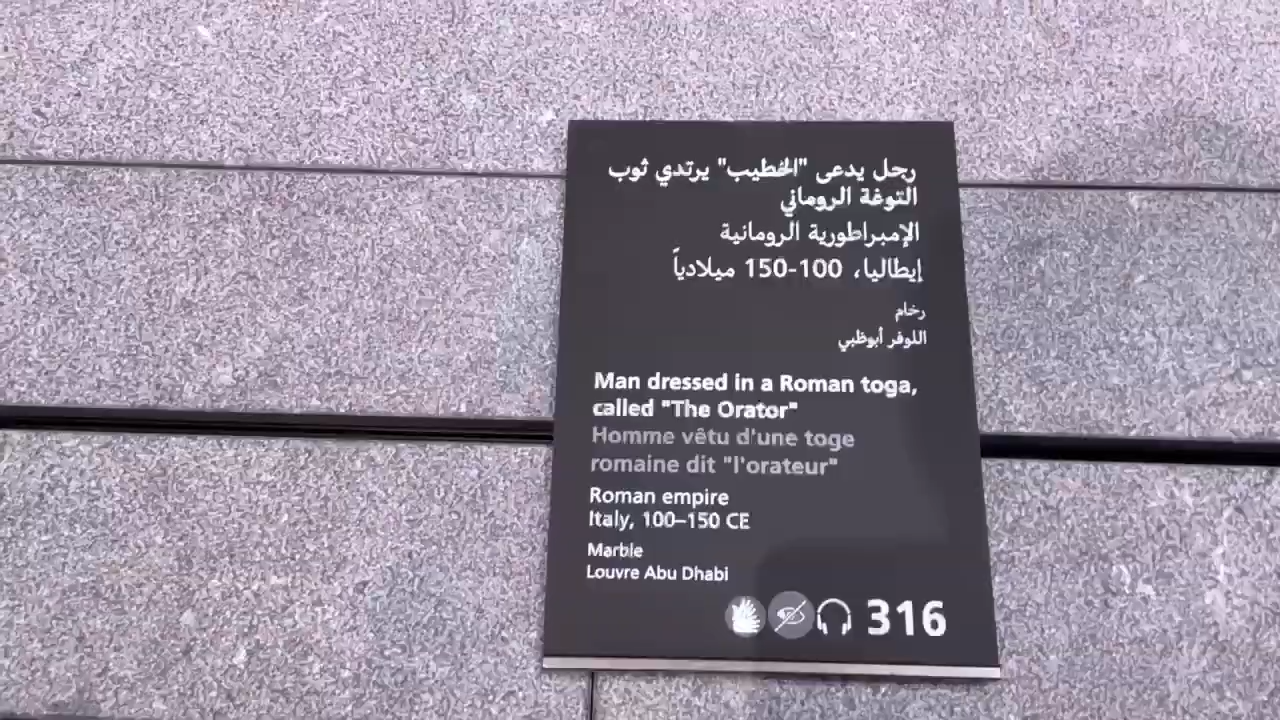 رجل يدعى "الخطيب" يرتدي ثوب
التوغة الروماني
الإمبراطورية الرومانية
إيطاليا، 100-150 ميلادياً
رخام
اللوفر أبوظبي
Man dressed in a Roman toga,
called "The Orator"
Homme vêtu d'une toge
romaine dit "l'orateur"
Roman empire
Italy, 100–150 CE
Marble
Louvre Abu Dhabi
316